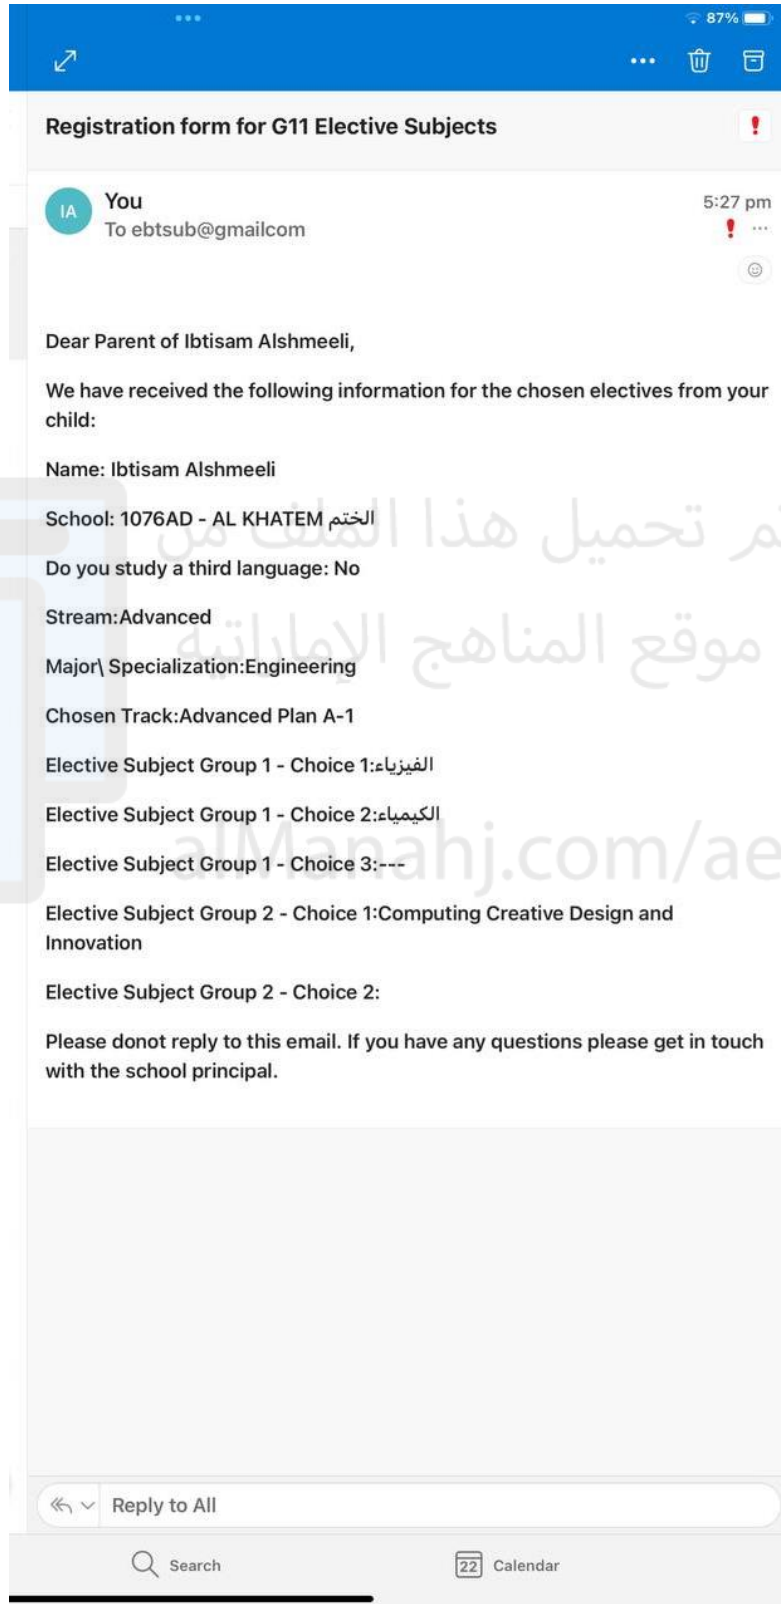 87%
Registration form for G11 Elective Subjects
IA
You
5:27 pm
To ebtsub@gmailcom
Dear Parent of Ibtisam Alshmeeli,
We have received the following information for the chosen electives from your
child:
Name: Ibtisam Alshmeeli
School: 1076AD - AL KHATEM الختم
تم تحميل هذا الملف من
Do you study a third language: No
Stream:Advanced
موقع المناهج الإماراتية
Major\ Specialization:Engineering
Chosen Track:Advanced Plan A-1
Elective Subject Group 1 - Choice 1:الفيزياء
Elective Subject Group 1 - Choice 2:الكيمياء
alManahj.com/ae
Elective Subject Group 1 - Choice 3:---
Elective Subject Group 2 - Choice 1:Computing Creative Design and
Innovation
Elective Subject Group 2 - Choice 2:
Please donot reply to this email. If you have any questions please get in touch
with the school principal.
Reply to All
Search
22 Calendar